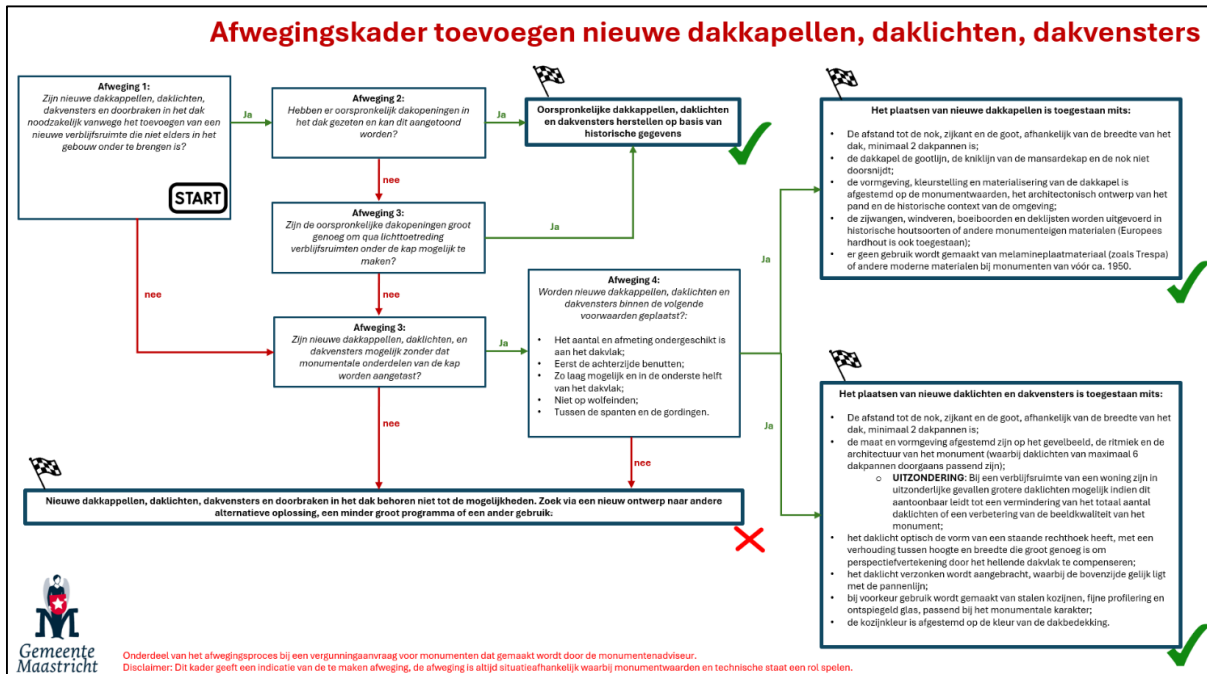 Afwegingskader toevoegen nieuwe dakkapellen, daklichten, dakvensters
Afweging 1:
Zijn nieuwe dakkappellen, daklichten,
dakvensters en doorbraken in het dak
noodzakelijk vanwege het toevoegen van een
nieuwe verblijfsruimte die niet elders in het
gebouw onder te brengen is?
START
Ja
nee
Afweging 2:
Hebben er oorspronkelijk dakopeningen in
het dak gezeten en kan dit aangetoond
worden?
Ja
nee
Oorspronkelijke dakkappellen, daklichten
en dakvensters herstellen op basis van
historische gegevens
Afweging 3:
Zijn de oorspronkelijke dakopeningen groot
genoeg om qua lichttoetreding
verblijfsruimten onder de kap mogelijk te
maken?
Ja
nee
Afweging 3:
Zijn nieuwe dakkappellen, daklichten, en
dakvensters mogelijk zonder dat
monumentale onderdelen van de kap
worden aangetast?
Ja
nee
Afweging 4:
Worden nieuwe dakkappellen, daklichten en
dakvensters binnen de volgende
voorwaarden geplaatst?:
• Het aantal en afmeting ondergeschikt is
aan het dakvlak;
• Eerst de achterzijde benutten;
• Zo laag mogelijk en in de onderste helft
van het dakvlak;
• Niet op wolfeinden;
• Tussen de spanten en de gordingen.
Ja
Ja
nee
Nieuwe dakkappellen, daklichten, dakvensters en doorbraken in het dak behoren niet tot de mogelijkheden. Zoek via een nieuw ontwerp naar andere
alternatieve oplossing, een minder groot programma of een ander gebruik.
Het plaatsen van nieuwe dakkapellen is toegestaan mits:
• De afstand tot de nok, zijkant en de goot, afhankelijk van de breedte van het
dak, minimaal 2 dakpannen is;
• de dakkapel de gootlijn, de kniklijn van de mansardekap en de nok niet
doorsnijdt;
• de vormgeving, kleurstelling en materialisering van de dakkapel is
afgestemd op de monumentwaarden, het architectonisch ontwerp van het
pand en de historische context van de omgeving;
• de zijwangen, windveren, boeiboorden en deklijsten worden uitgevoerd in
historische houtsoorten of andere monumenteigen materialen (Europees
hardhout is ook toegestaan);
• er geen gebruik wordt gemaakt van melamineplaatmateriaal (zoals Trespa)
of andere moderne materialen bij monumenten van vóór ca. 1950.
Het plaatsen van nieuwe daklichten en dakvensters is toegestaan mits:
• De afstand tot de nok, zijkant en de goot, afhankelijk van de breedte van het
dak, minimaal 2 dakpannen is;
• de maat en vormgeving afgestemd zijn op het gevelbeeld, de ritmiek en de
architectuur van het monument (waarbij daklichten van maximaal 6
dakpannen doorgaans passend zijn);
o UITZONDERING: Bij een verblijfsruimte van een woning zijn in
uitzonderlijke gevallen grotere daklichten mogelijk indien dit
aantoonbaar leidt tot een vermindering van het totaal aantal
daklichten of een verbetering van de beeldkwaliteit van het
monument;
• het daklicht optisch de vorm van een staande rechthoek heeft, met een
verhouding tussen hoogte en breedte die groot genoeg is om
perspectiefvertekening door het hellende dakvlak te compenseren;
• het daklicht verzonken wordt aangebracht, waarbij de bovenzijde gelijk ligt
met de pannenlijn;
• bij voorkeur gebruik wordt gemaakt van stalen kozijnen, fijne profilering en
ontspiegeld glas, passend bij het monumentale karakter;
• de kozijnkleur is afgestemd op de kleur van de dakbedekking.
Gemeente
Maastricht
Onderdeel van het afwegingsproces bij een vergunningaanvraag voor monumenten dat gemaakt wordt door de monumentenadviseur.
Disclaimer: Dit kader geeft een indicatie van de te maken afweging, de afweging is altijd situatieafhankelijk waarbij monumentwaarden en technische staat een rol spelen.